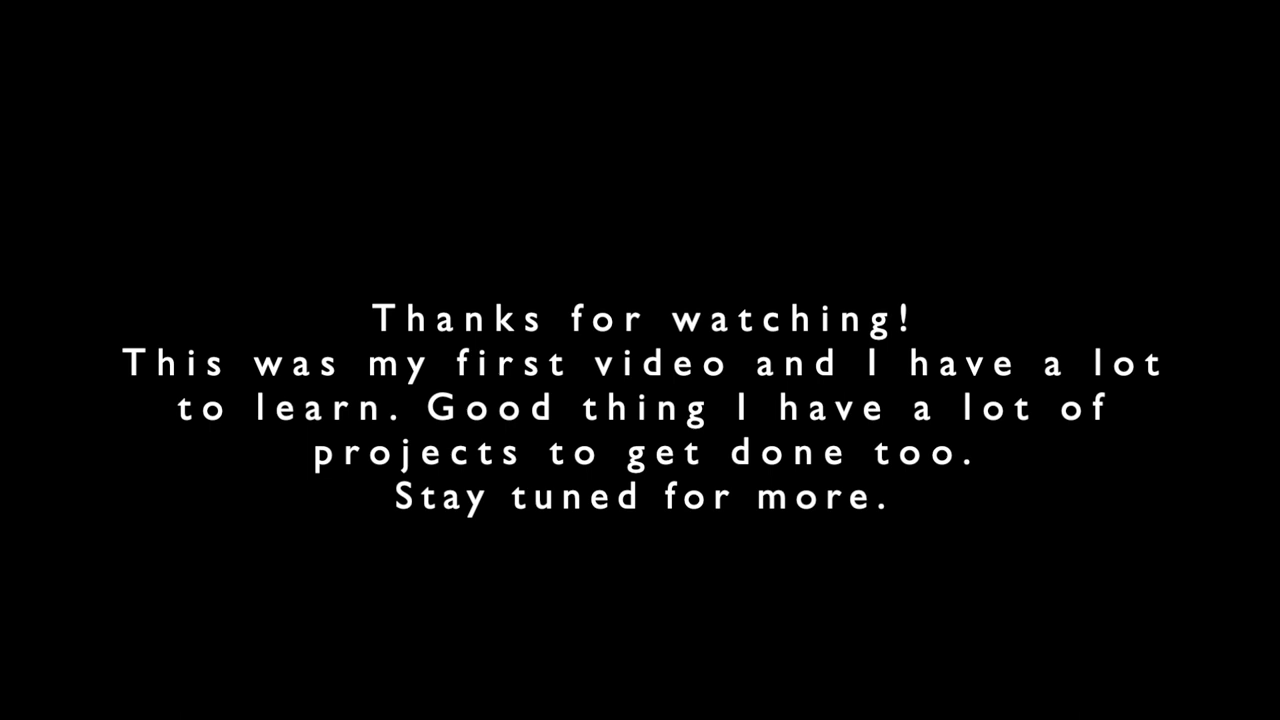 Thanks for watching!
This was my first video and I have a lot
to learn. Good thing I have a lot of
projects to get done too.
Stay tuned for more.